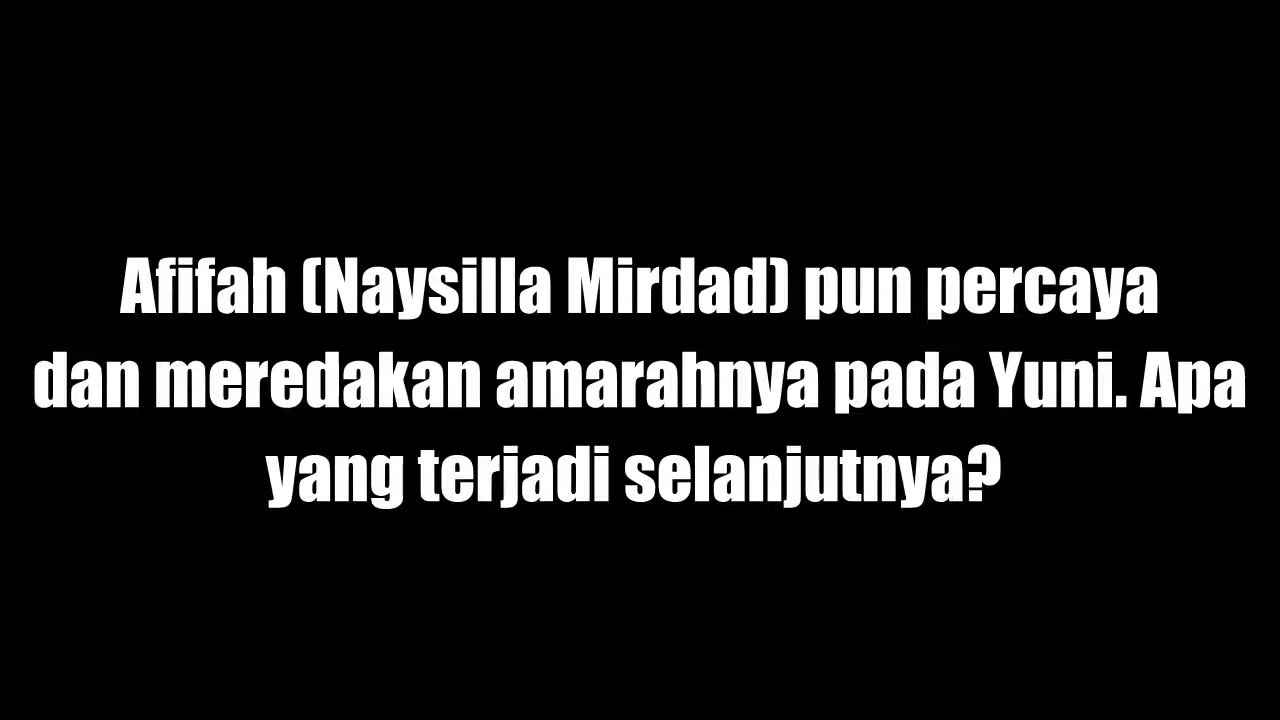 Afifah (Naysilla Mirdad) pun percaya
dan meredakan amarahnya pada Yuni. Apa
yang terjadi selanjutnya?